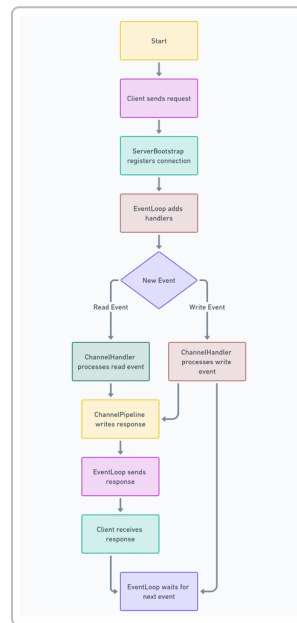 Start
Client sends request
ServerBootstrap
registers connection
EventLoop adds
handlers
New Event
Read Event
Write Event
ChannelHandler
processes read event
ChannelHandler
processes write
event
ChannelPipeline
writes response
EventLoop sends
response
Client receives
response
EventLoop waits for
next event